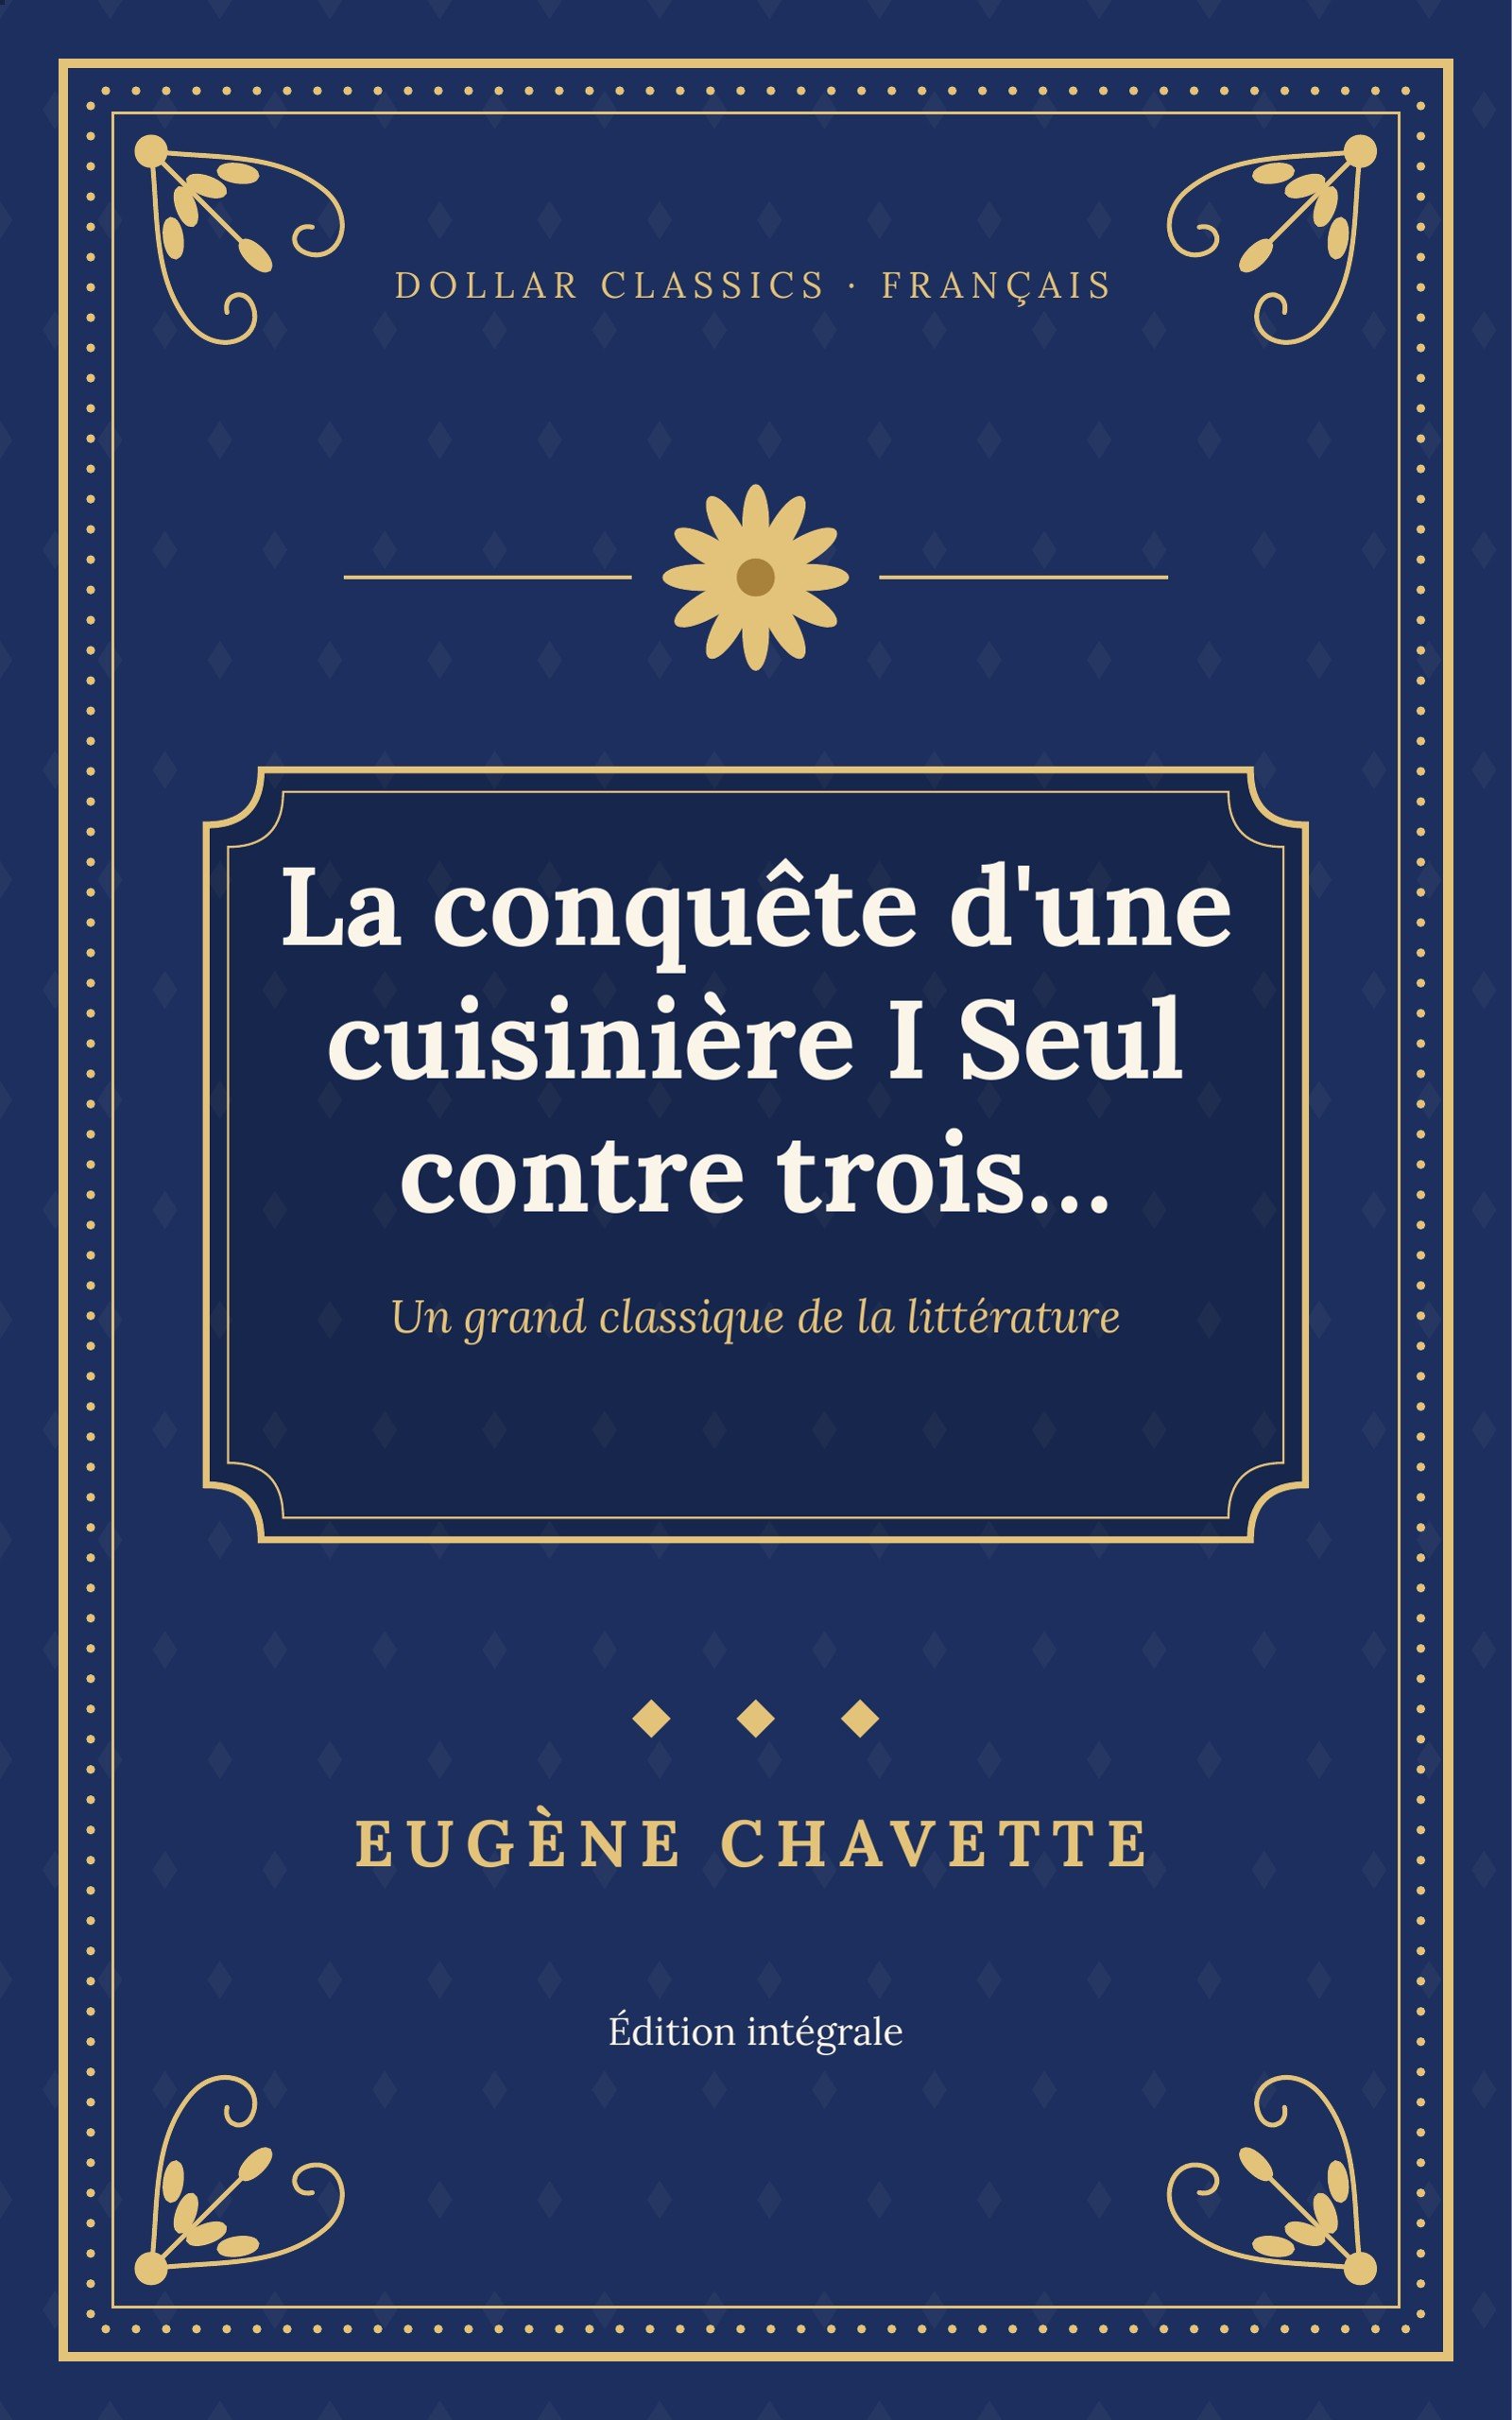 DOLLAR CLASSICS · FRANÇAIS
La conquête d'une
cuisinière I Seul
contre trois...
Un grand classique de la littérature
EUGÈNE CHAVETTE
Édition intégrale